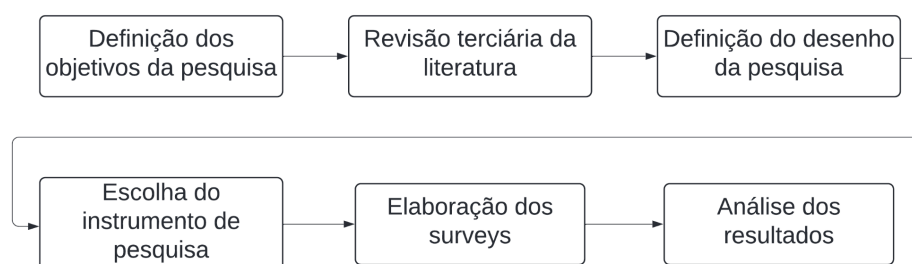 Definição dos
objetivos da pesquisa
Revisão terciária da
literatura
Definição do desenho
da pesquisa
Escolha do
instrumento de
pesquisa
Elaboração dos
surveys
Análise dos
resultados